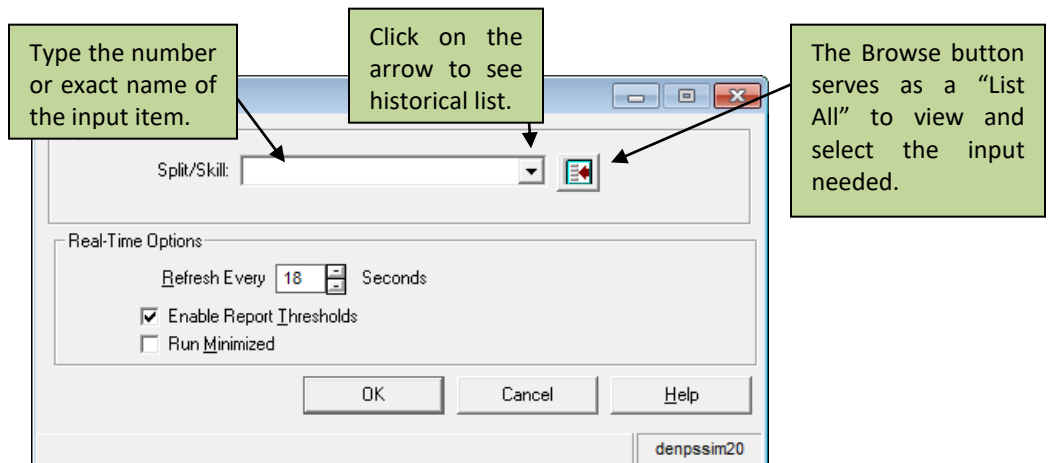 Type the number
or exact name of
the input item.
Click on the
arrow to see
historical list.
The Browse button
serves as a “List
All” to view and
select the input
needed.
Split/Skill:
Real-Time Options
Refresh Every 18 Seconds
Enable Report Thresholds
Run Minimized
OK Cancel Help
denpssim20